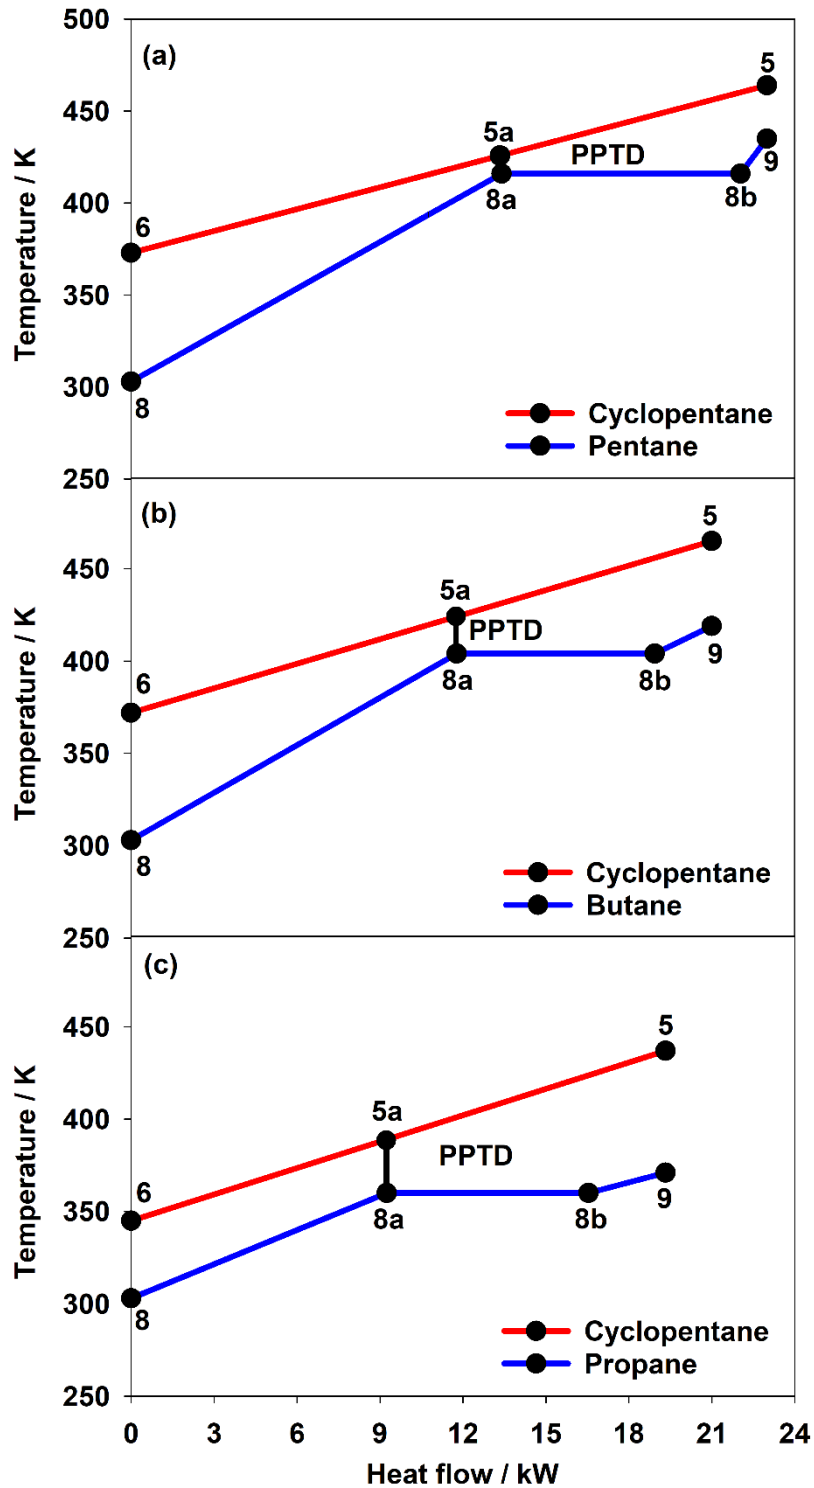 500
(a)
5
450
5a
PPTD
400
8a
8b
9
6
350
300
8
Cyclopentane
Pentane
250
Temperature / K
(b)
5
450
5a
PPTD
400
8a
8b
9
6
350
300
8
Cyclopentane
Butane
250
Temperature / K
(c)
5
450
5a
400
PPTD
6
8a
8b
9
350
300
8
Cyclopentane
Propane
250
Temperature / K
0 3 6 9 12 15 18 21 24
Heat flow / kW